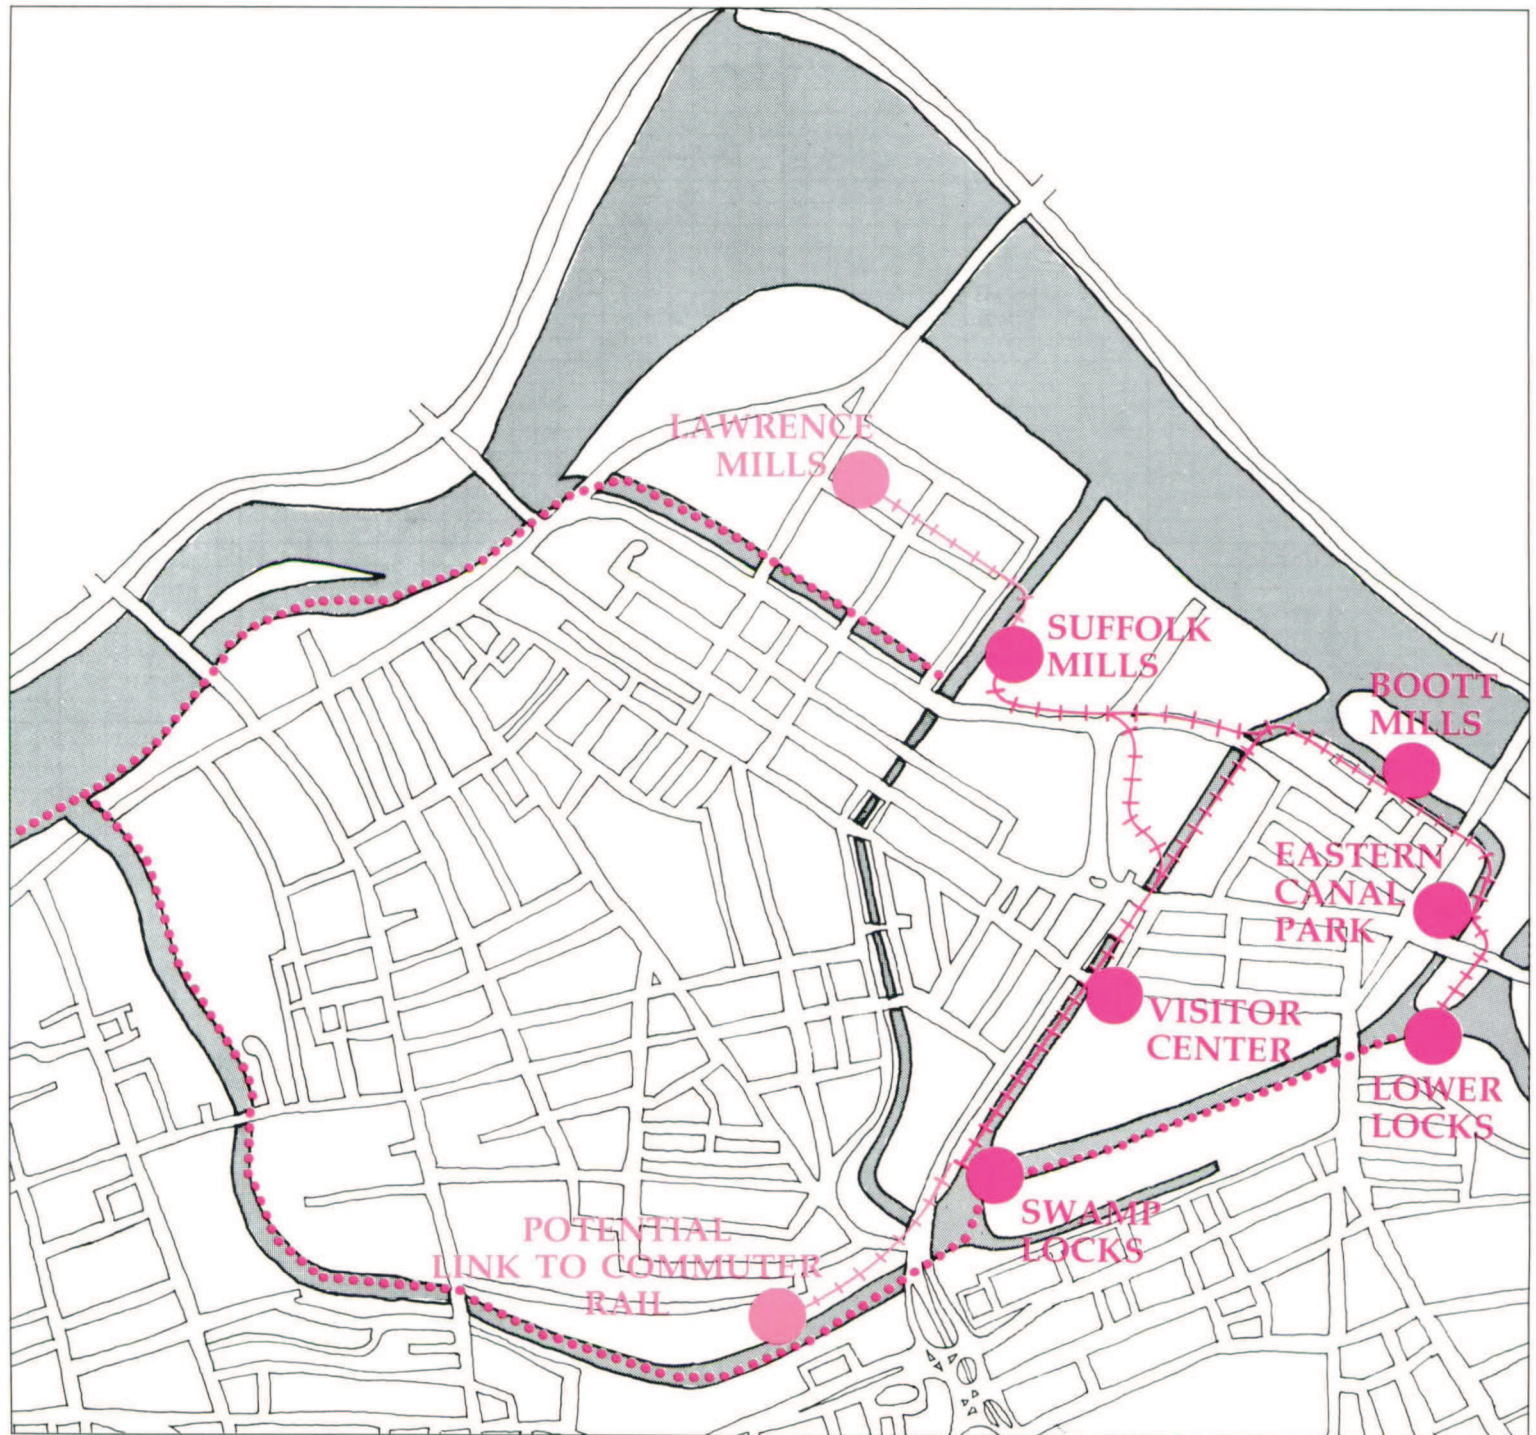 LAWRENCE
MILLS
SUFFOLK
MILLS
BOOTT
MILLS
EASTERN
CANAL
PARK
VISITOR
CENTER
LOWER
LOCKS
SWAMP
LOCKS
POTENTIAL
LINK TO COMMUTER
RAIL